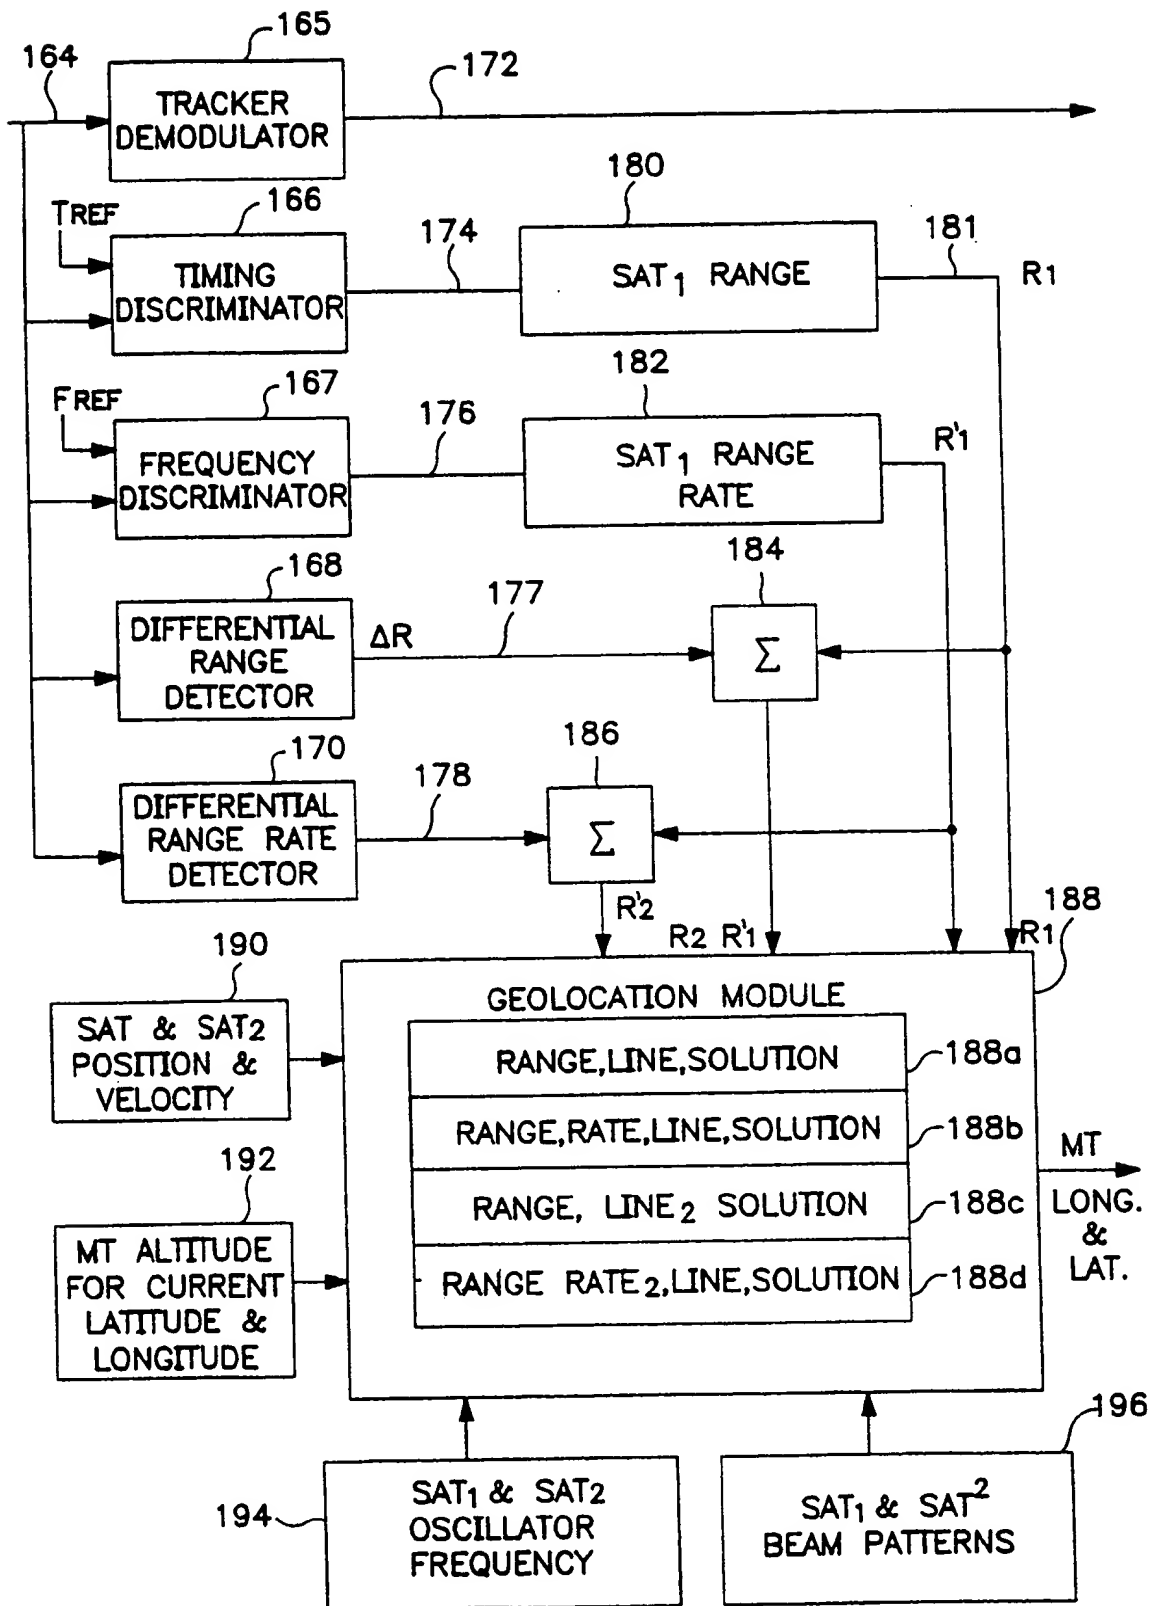 165
164
TRACKER
DEMODULATOR
172
TREF
166
TIMING
DISCRIMINATOR
174
180
SAT1 RANGE
181
R1
FREF
167
FREQUENCY
DISCRIMINATOR
176
182
SAT1 RANGE
RATE
R'1
168
DIFFERENTIAL
RANGE
DETECTOR
ΔR
177
184
Σ
170
DIFFERENTIAL
RANGE RATE
DETECTOR
178
186
Σ
R'2
R2 R'1
R1
188
190
SAT & SAT2
POSITION &
VELOCITY
GEOLOCATION MODULE
RANGE,LINE,SOLUTION
188a
RANGE,RATE,LINE,SOLUTION
188b
RANGE, LINE2 SOLUTION
188c
RANGE RATE2,LINE,SOLUTION
188d
192
MT ALTITUDE
FOR CURRENT
LATITUDE &
LONGITUDE
MT
LONG.
&
LAT.
194
SAT1 & SAT2
OSCILLATOR
FREQUENCY
196
SAT1 & SAT2
BEAM PATTERNS